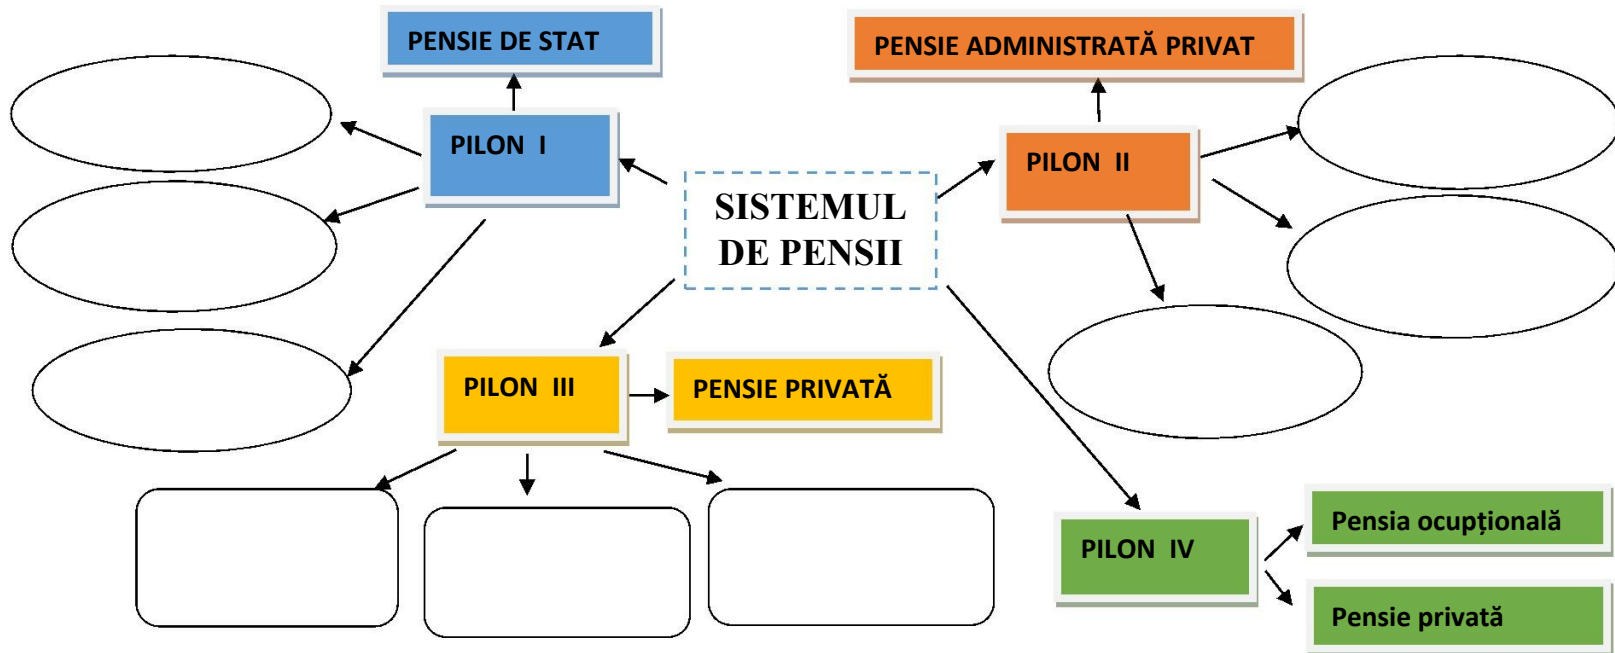 PENSIE DE STAT
PENSIE ADMINISTRATĂ PRIVAT
PILON I
PILON II
SISTEMUL
DE PENSII
PILON III
PENSIE PRIVATĂ
PILON IV
Pensia ocupțională
Pensie privată